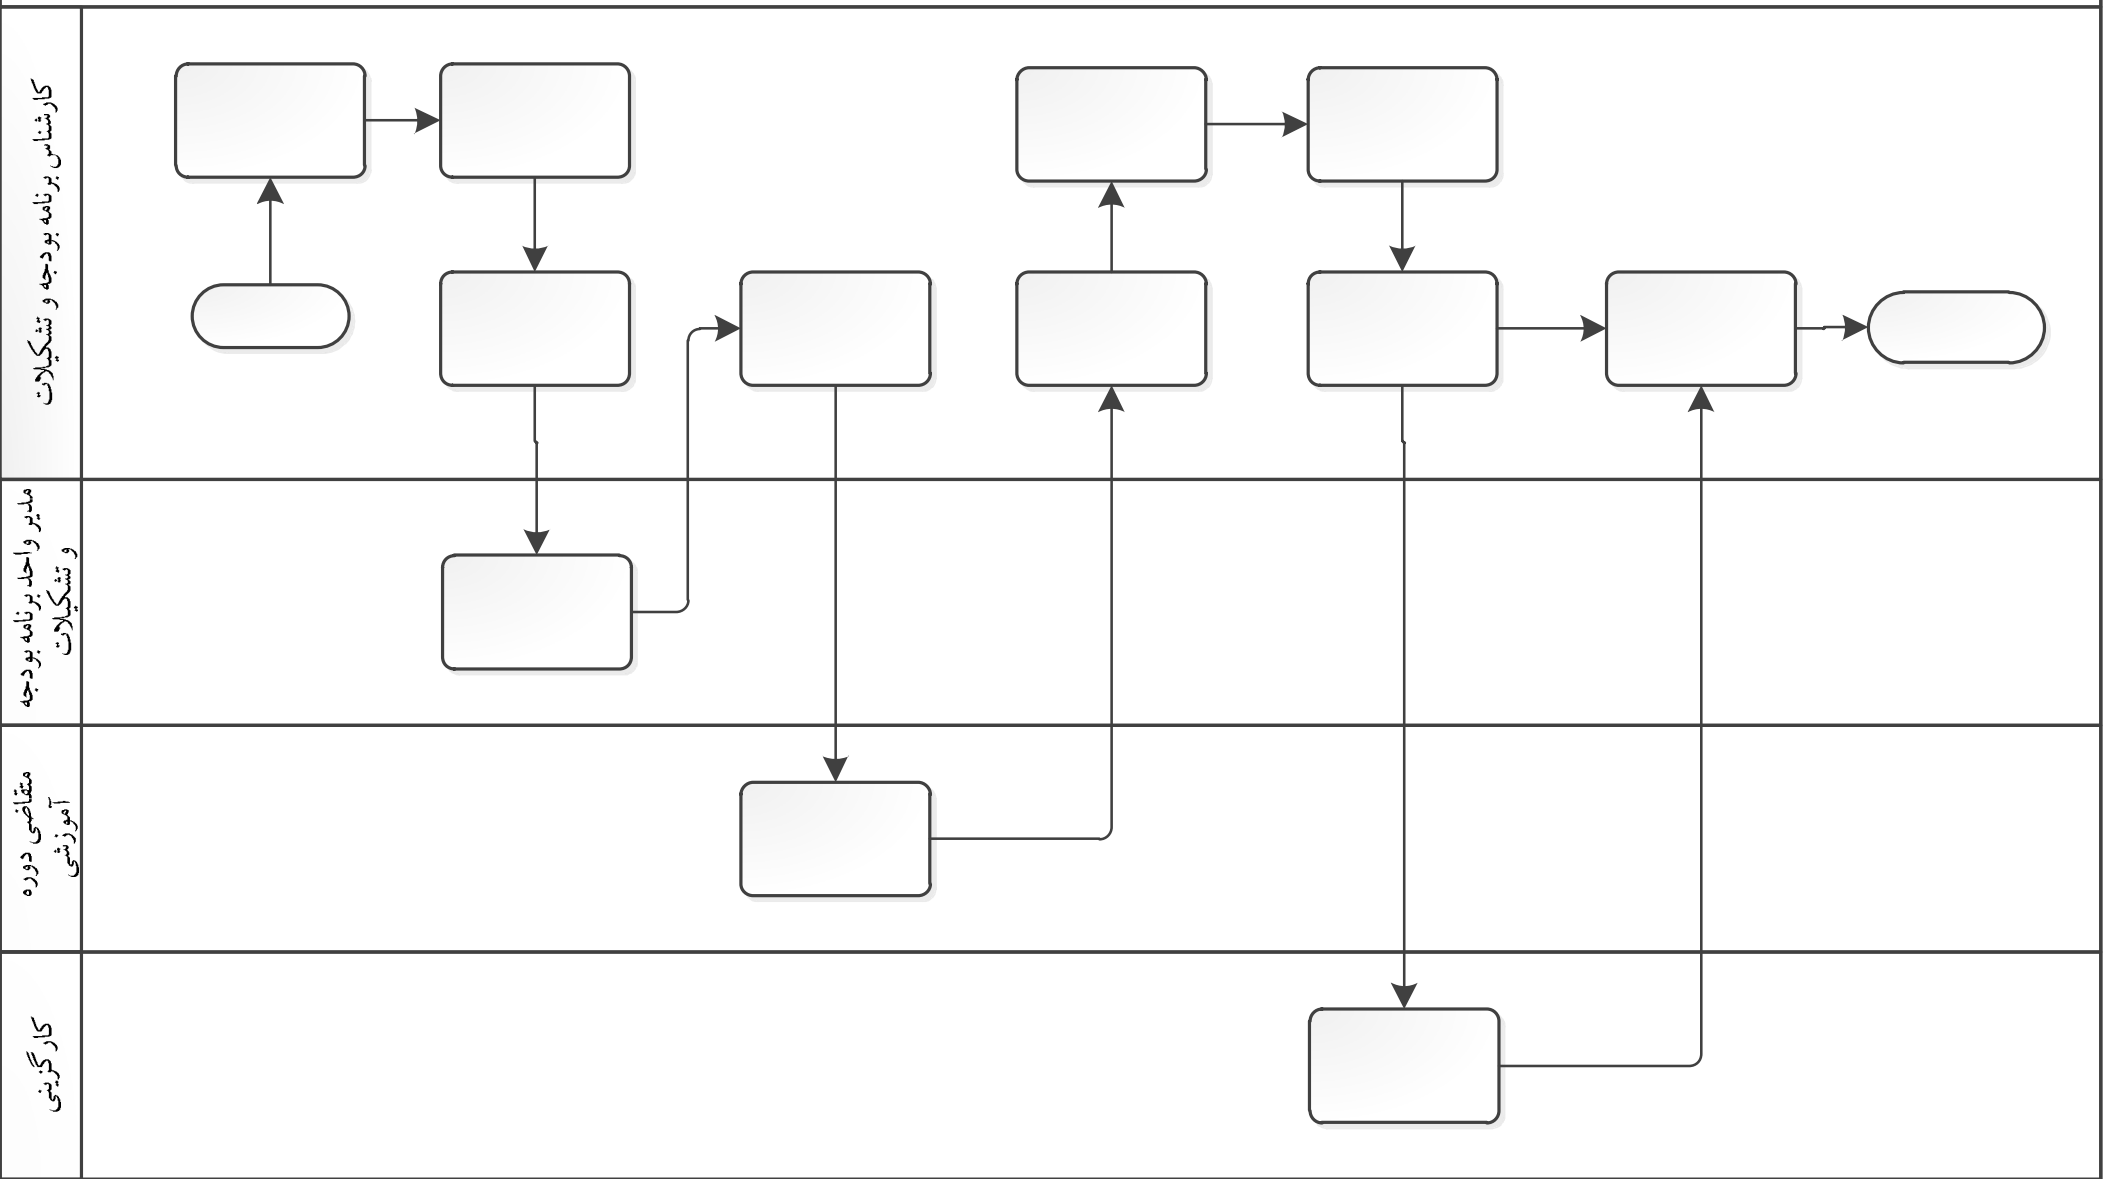 کارشناس برنامه بودجه و تشکیلات
مدیر واحد برنامه بودجه
و تشکیلات
متقاضی دوره
آموزشی
کارگزینی